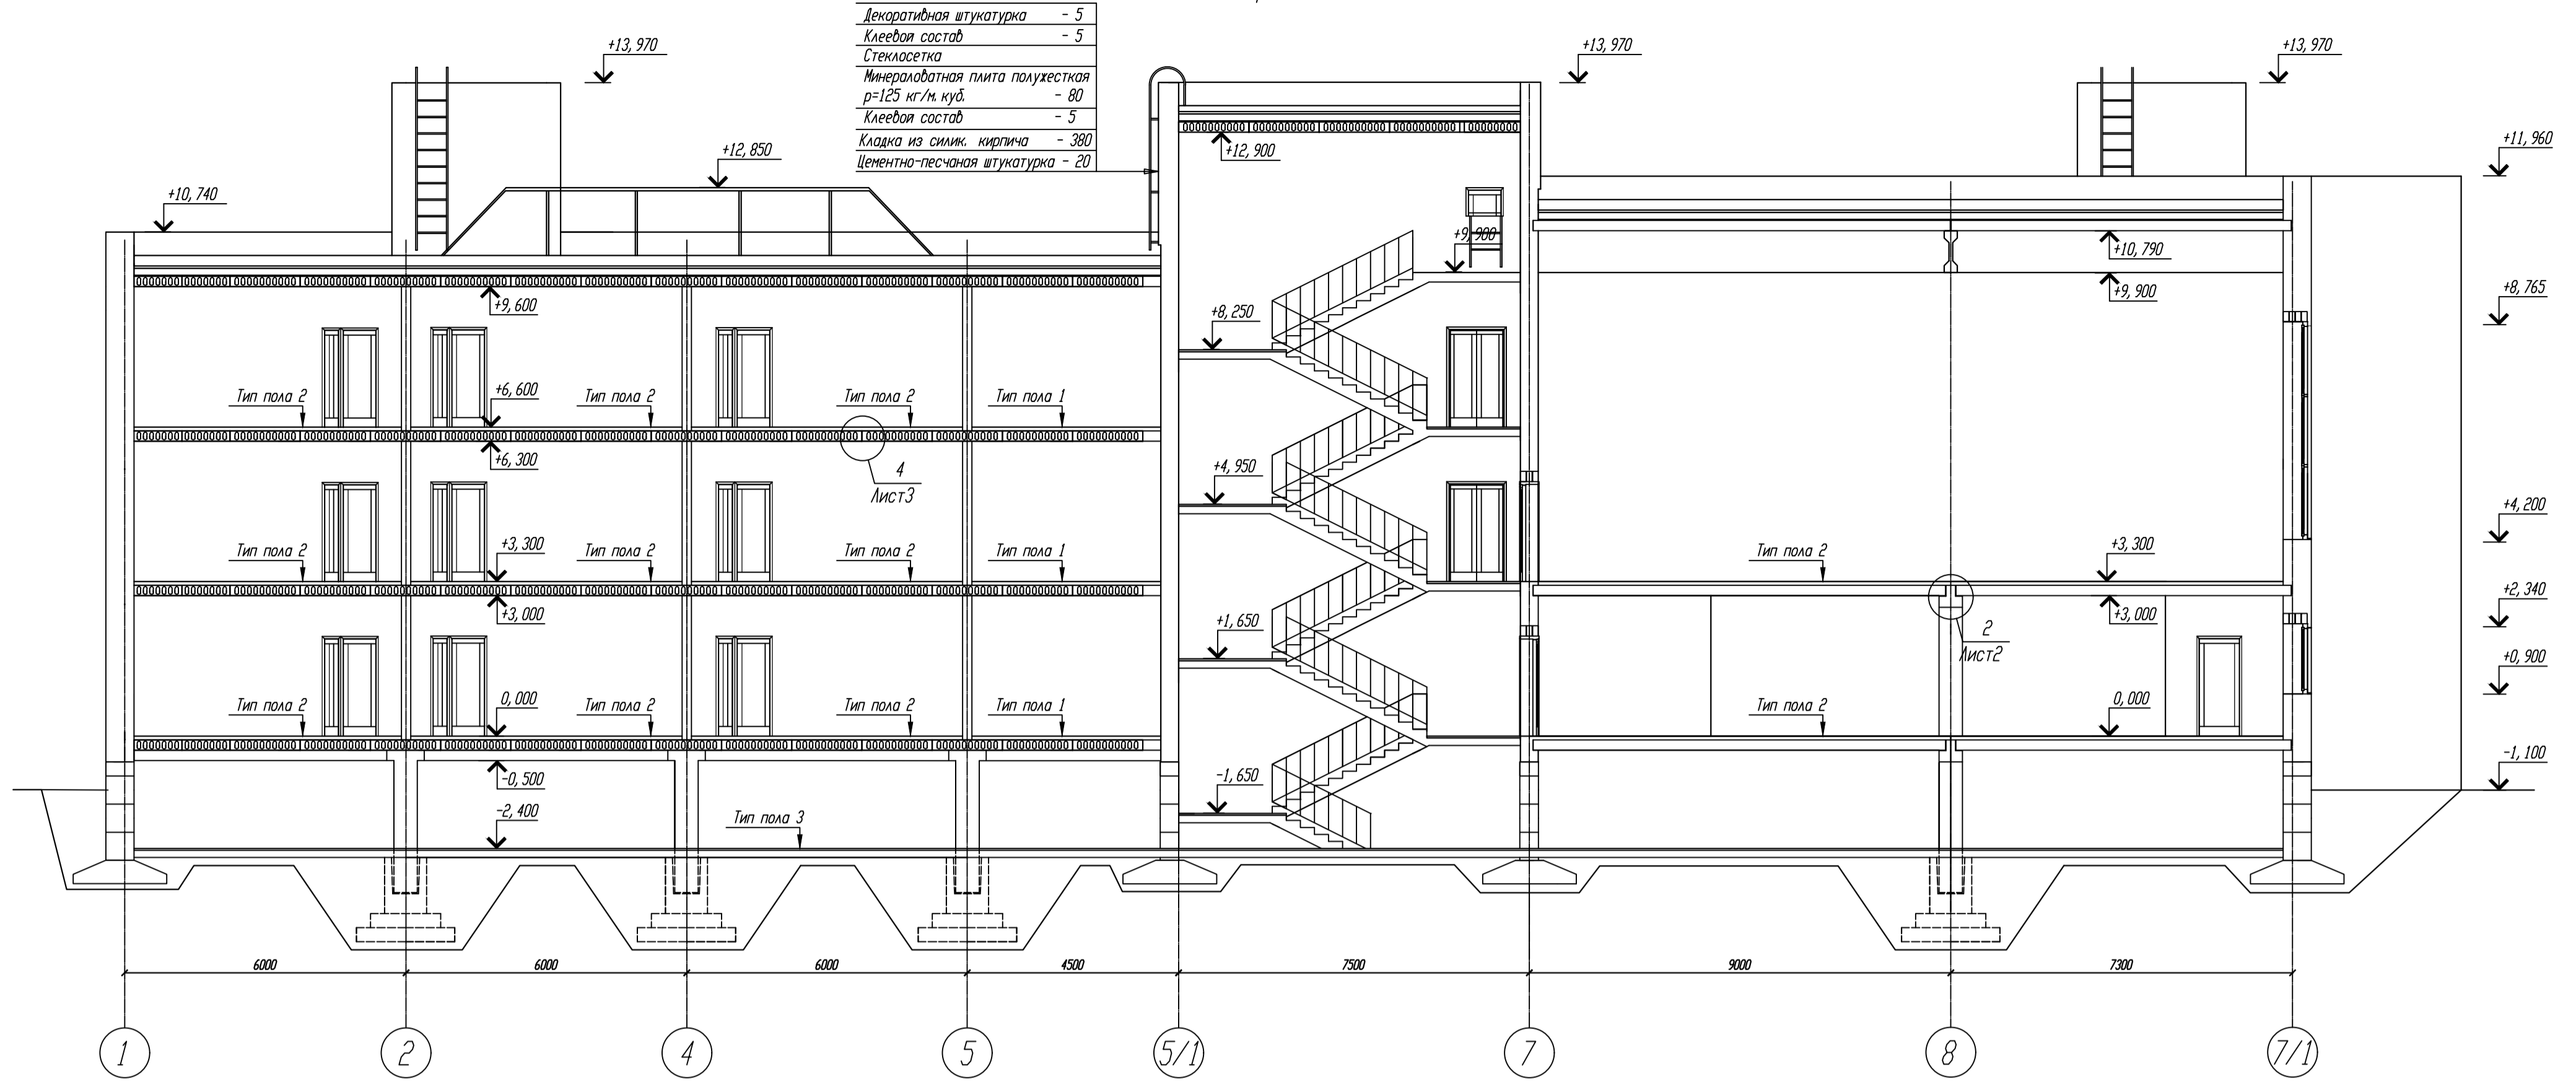 Декоративная штукатурка - 5
Клеевой состав - 5
Стеклосетка
Минераловатная плита полужесткая
p=125 кг/м. куб. - 80
Клеевой состав - 5
Кладка из силик. кирпича - 380
Цементно-песчаная штукатурка - 20
+13,970
+13,970
+13,970
+12,850
+12,900
+11,960
+10,740
+9,900
+10,790
+9,600
+9,900
+8,765
+8,250
+6,600
Тип пола 2
Тип пола 2
Тип пола 2
Тип пола 1
+6,300
4
Лист3
+4,950
+4,200
+3,300
Тип пола 2
Тип пола 2
Тип пола 2
Тип пола 1
Тип пола 2
+3,300
+3,000
+3,000
+2,340
+1,650
2
Лист2
+0,900
0,000
Тип пола 2
Тип пола 2
Тип пола 2
Тип пола 1
Тип пола 2
0,000
-0,500
-1,650
-1,100
-2,400
Тип пола 3
6000 6000 6000 4500 7500 9000 7300
1 2 4 5 5/1 7 8 7/1